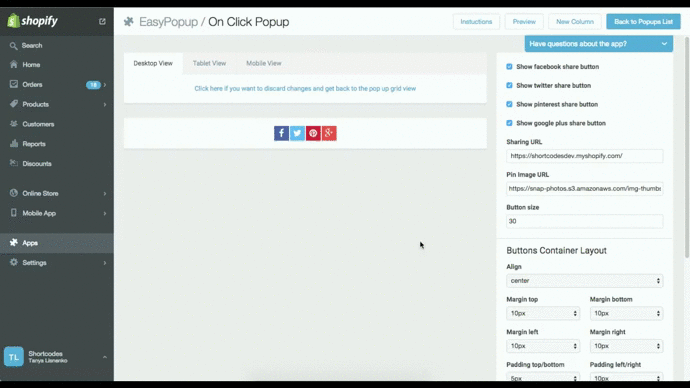 shopify
EasyPopup / On Click Popup
Instuctions
Preview
New Column
Back to Popups List
Search
Home
Orders
18
Products
Customers
Reports
Discounts
Online Store
Mobile App
Apps
Settings
TL
Shortcodes
Tanya Lianenko
Desktop View
Tablet View
Mobile View
Click here if you want to discard changes and get back to the pop up grid view
Have questions about the app?
Show facebook share button
Show twitter share button
Show pinterest share button
Show google plus share button
Sharing URL
https://shortcodesdev.myshopify.com/
Pin Image URL
https://snap-photos.s3.amazonaws.com/img-thumbs
Button size
30
Buttons Container Layout
Align
center
Margin top
Margin bottom
10px
10px
Margin left
Margin right
10px
10px
Padding top/bottom
Padding left/right
5px
10px